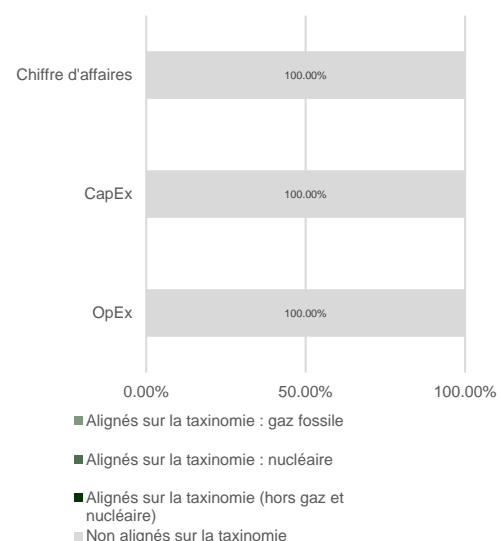 Chiffre d'affaires
100.00%
CapEx
100.00%
OpEx
100.00%
0.00% 50.00% 100.00%
Alignés sur la taxinomie : gaz fossile
Alignés sur la taxinomie : nucléaire
Alignés sur la taxinomie (hors gaz et
nucléaire)
Non alignés sur la taxinomie